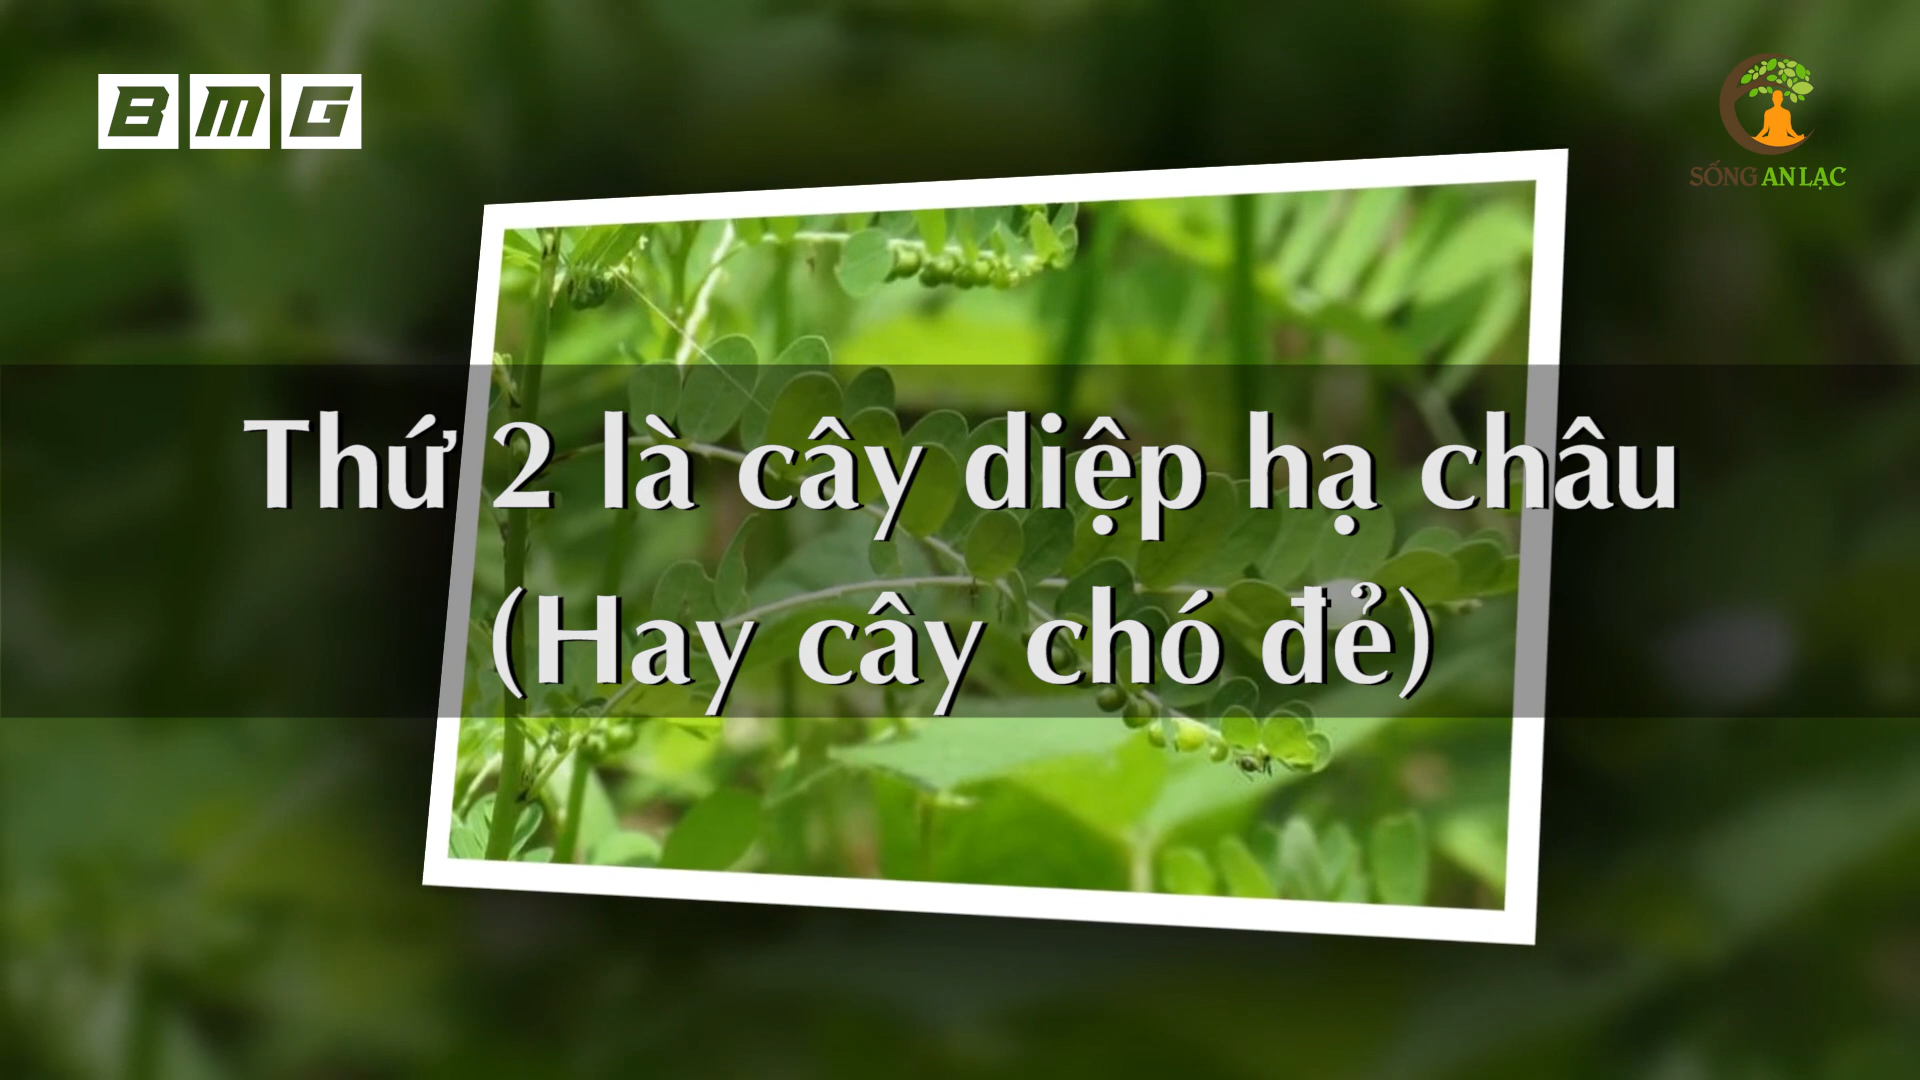 BMG
SỐNG AN LẠC
Thứ 2 là cây diệp hạ châu
(Hay cây chó đẻ)